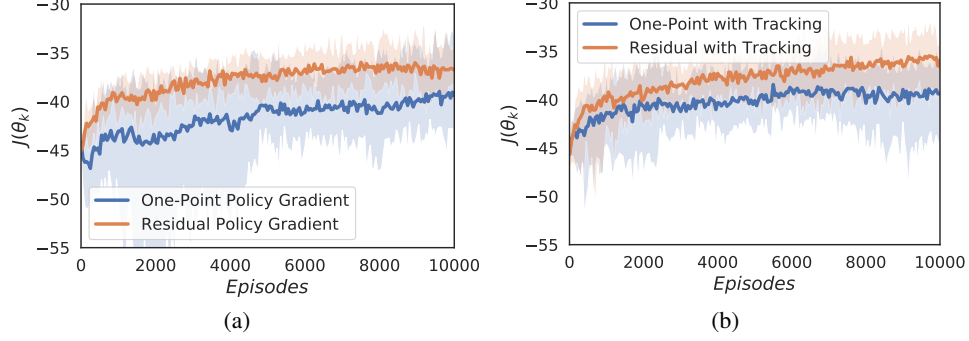 −30
−35
−40
−45
−50
−55
J(θk)
One-Point Policy Gradient
Residual Policy Gradient
0 2000 4000 6000 8000 10000
Episodes
(a)
−30
−35
−40
−45
−50
−55
J(θk)
One-Point with Tracking
Residual with Tracking
0 2000 4000 6000 8000 10000
Episodes
(b)